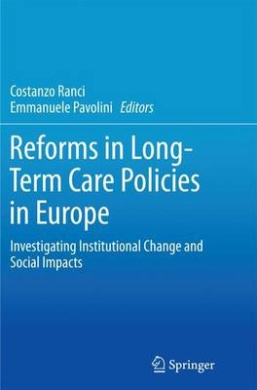 Costanzo Ranci
Emmanuele Pavolini Editors
Reforms in Long-
Term Care Policies
in Europe
Investigating Institutional Change and
Social Impacts
Springer